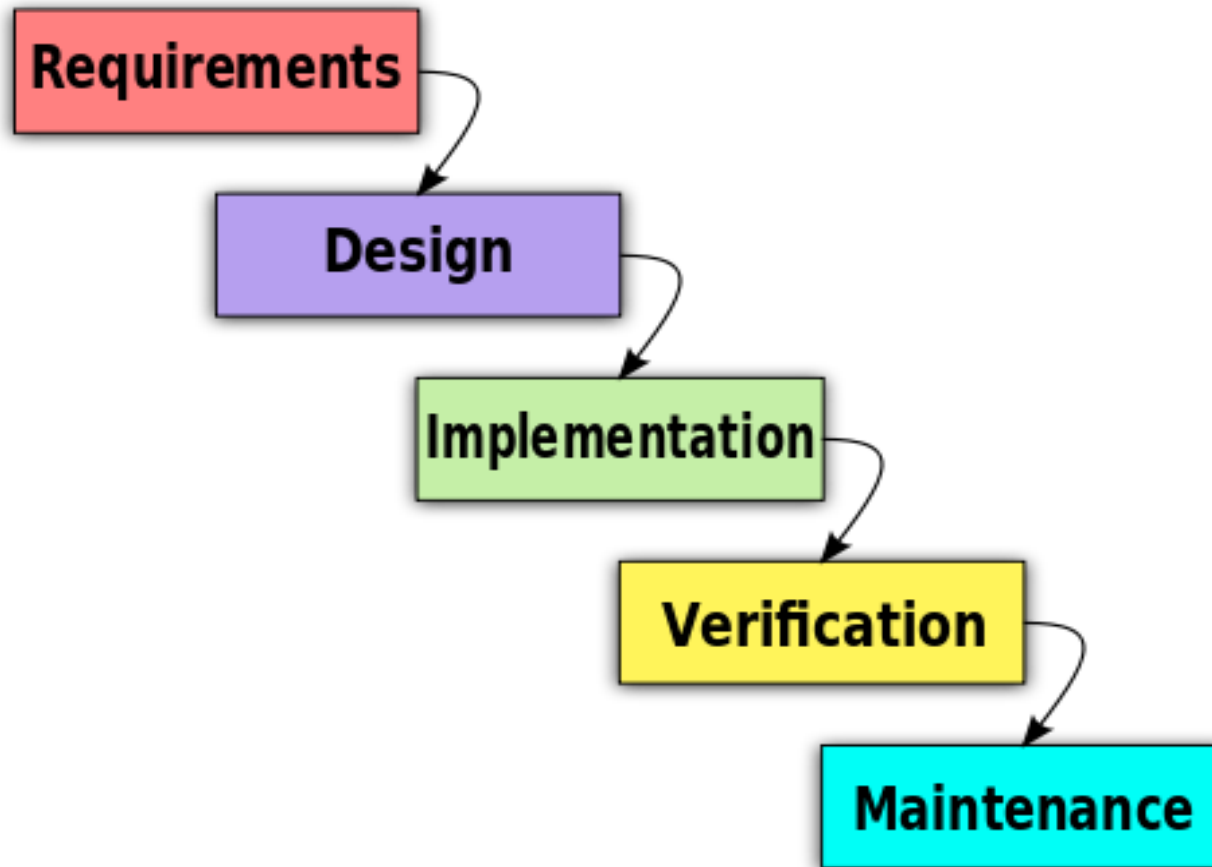 Requirements
Design
Implementation
Verification
Maintenance